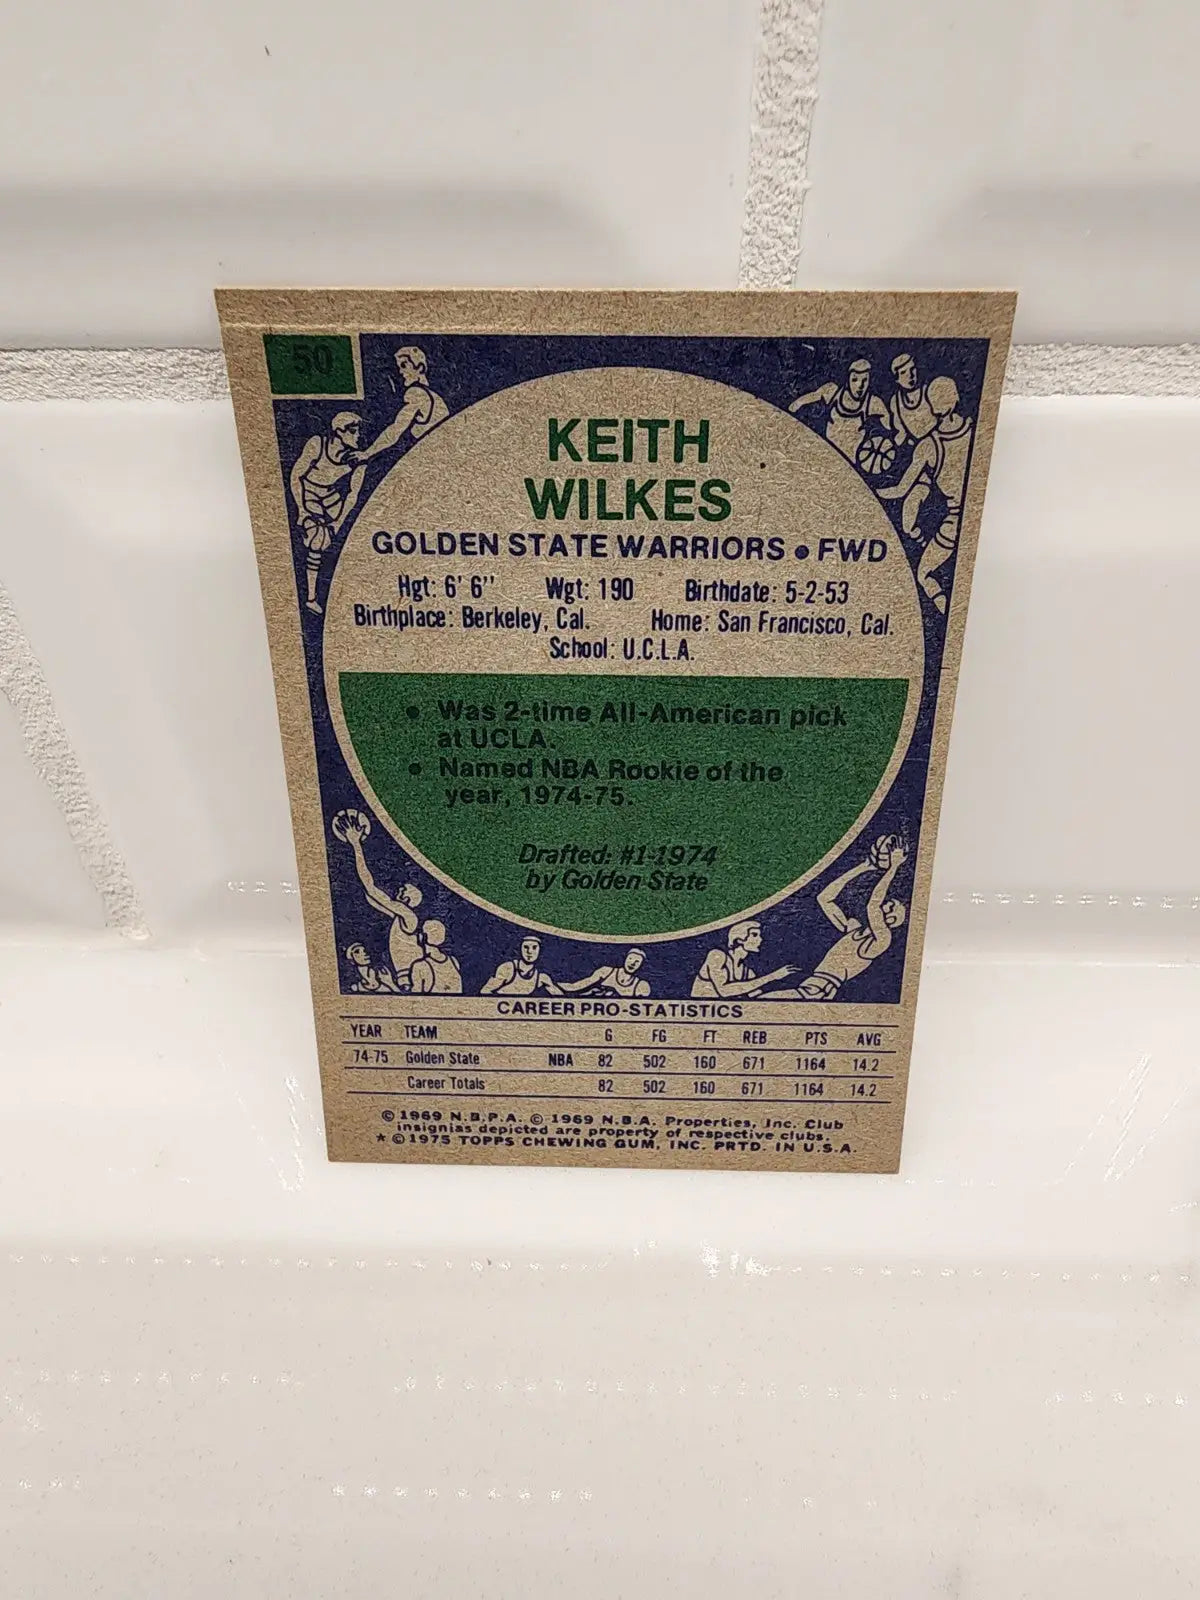 50
KEITH
WILKES
GOLDEN STATE WARRIORS • FWD
Hgt: 6' 6" Wgt: 190 Birthdate: 5-2-53
Birthplace: Berkeley, Cal. Home: San Francisco, Cal.
School: U.C.L.A.
• Was 2-time All-American pick
at UCLA.
• Named NBA Rookie of the
year, 1974-75.
Drafted: #1-1974
by Golden State
CAREER PRO-STATISTICS
YEAR TEAM G FG FT REB PTS AVG
74-75 Golden State NBA 82 502 160 671 1164 14.2
Career Totals 82 502 160 671 1164 14.2
© 1969 N.B.P.A. © 1969 N.B.A. Properties, Inc. Club
insignias depicted are property of respective clubs.
* © 1975 TOPPS CHEWING GUM, INC. PRTD. IN U.S.A.